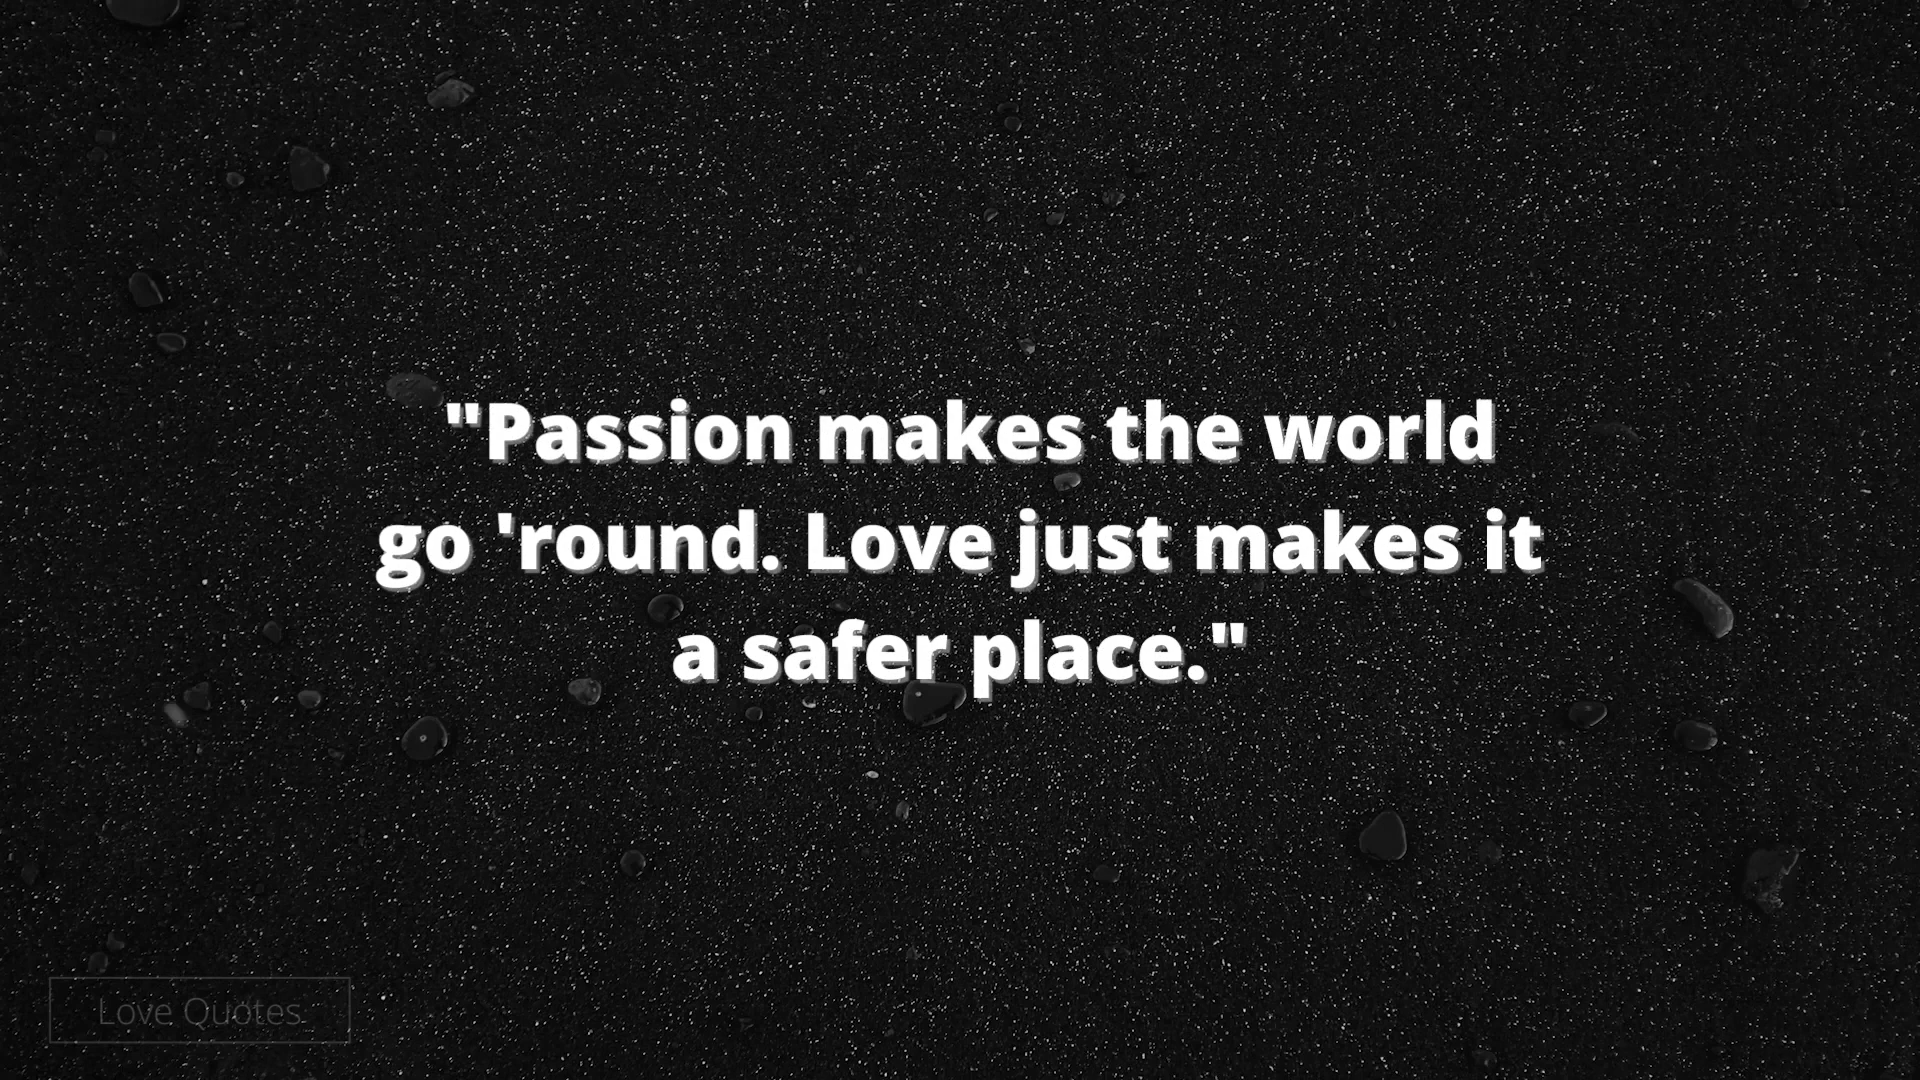 "Passion makes the world
go 'round. Love just makes it
a safer place."
Love Quotes